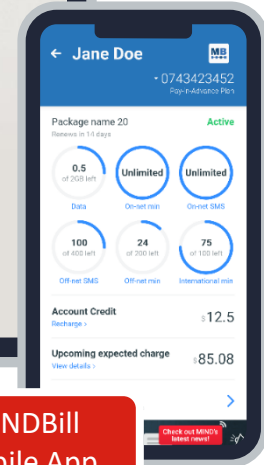 ← Jane Doe
MB
0743423452
Pay-in-Advance Plan
Package name 20 Active
Renews in 14 days
0.5 Unlimited Unlimited
of 2GB left
Data On-net min On-net SMS
100 24 75
of 400 left of 200 left of 100 left
Off-net SMS Off-net min International min
Account Credit
Recharge >
$12.5
Upcoming expected charge
View details >
$85.08
>
NDBill
Check out MIND's
latest news!
ile App